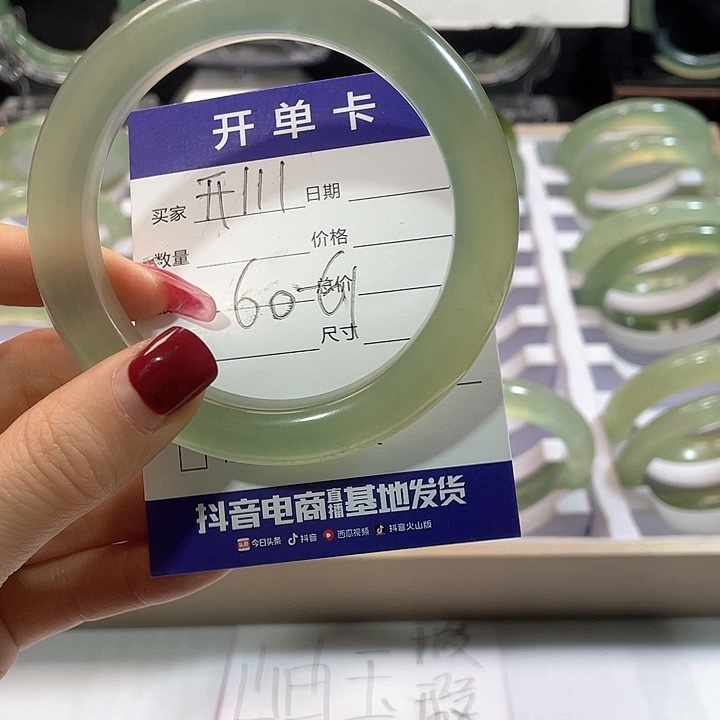 开单卡
买家 开111 日期
数量 价格
60-61 总价
尺寸
抖音电商直播基地发货
今日头条 抖音 西瓜视频 抖音火山版